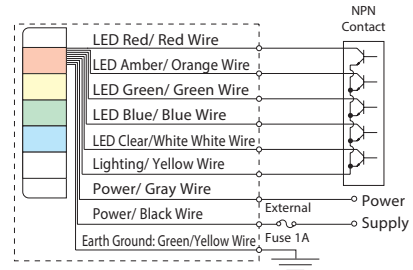 NPN
Contact
LED Red/ Red Wire
LED Amber/ Orange Wire
LED Green/ Green Wire
LED Blue/ Blue Wire
LED Clear/White White Wire
Lighting/ Yellow Wire
Power/ Gray Wire
Power
External
Power/ Black Wire
Supply
Fuse 1A
Earth Ground: Green/Yellow Wire